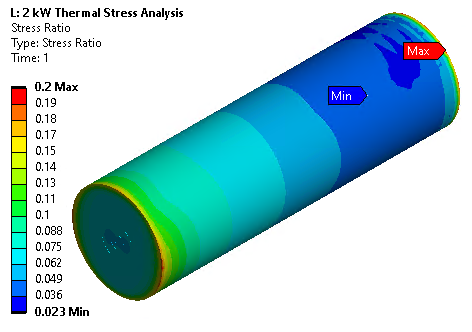 L: 2 kW Thermal Stress Analysis
Stress Ratio
Type: Stress Ratio
Time: 1
Max
Min
0.2 Max
0.19
0.18
0.17
0.15
0.14
0.13
0.11
0.1
0.088
0.075
0.062
0.049
0.036
0.023 Min